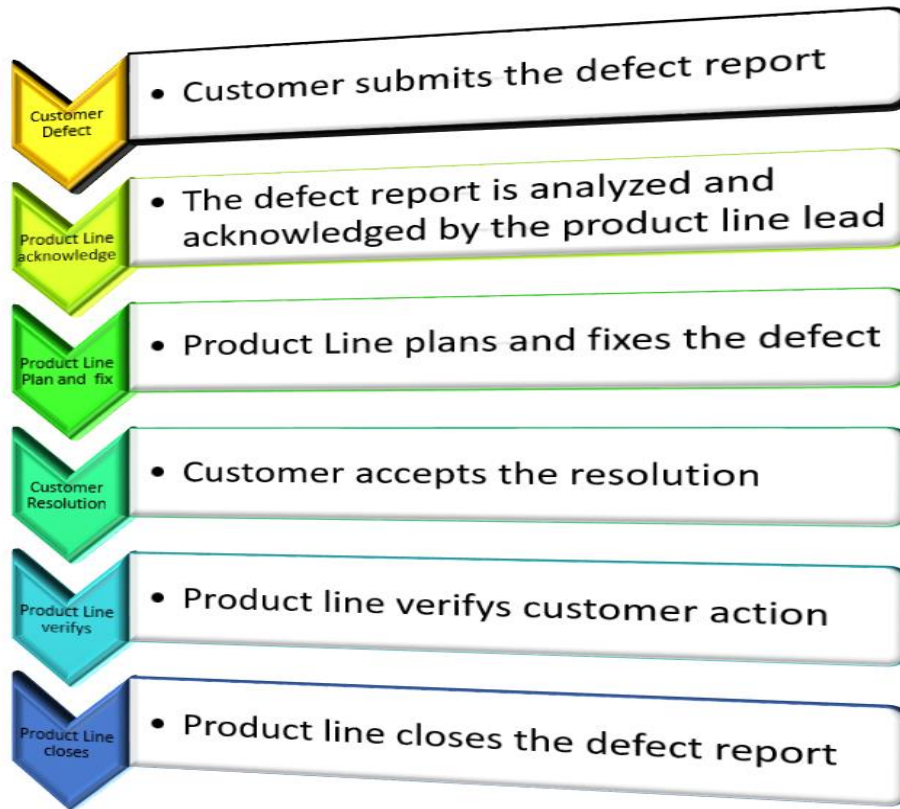 Customer
Defect
• Customer submits the defect report
Product Line
acknowledge
• The defect report is analyzed and
acknowledged by the product line lead
Product Line
Plan and fix
• Product Line plans and fixes the defect
Customer
Resolution
• Customer accepts the resolution
Product Line
verifys
• Product line verifys customer action
Product Line
closes
• Product line closes the defect report